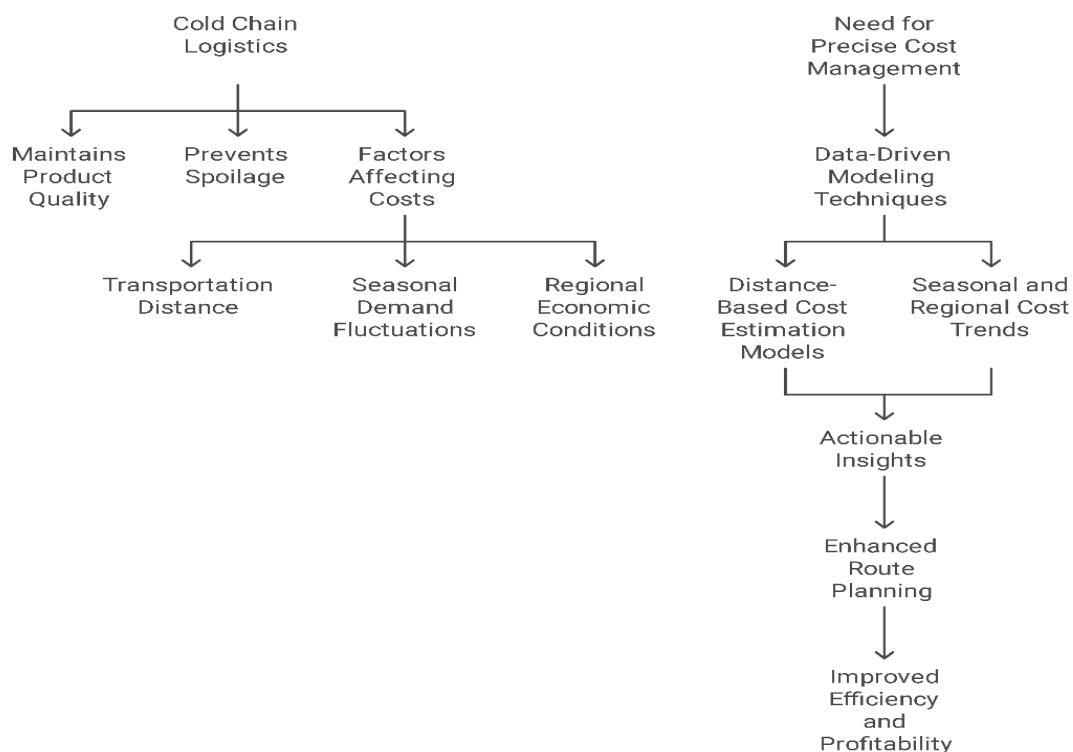 Cold Chain
Logistics
Need for
Precise Cost
Management
Maintains
Product
Quality
Prevents
Spoilage
Factors
Affecting
Costs
Data-Driven
Modeling
Techniques
Transportation
Distance
Seasonal
Demand
Fluctuations
Regional
Economic
Conditions
Distance-
Based Cost
Estimation
Models
Seasonal and
Regional Cost
Trends
Actionable
Insights
Enhanced
Route
Planning
Improved
Efficiency
and
Profitability